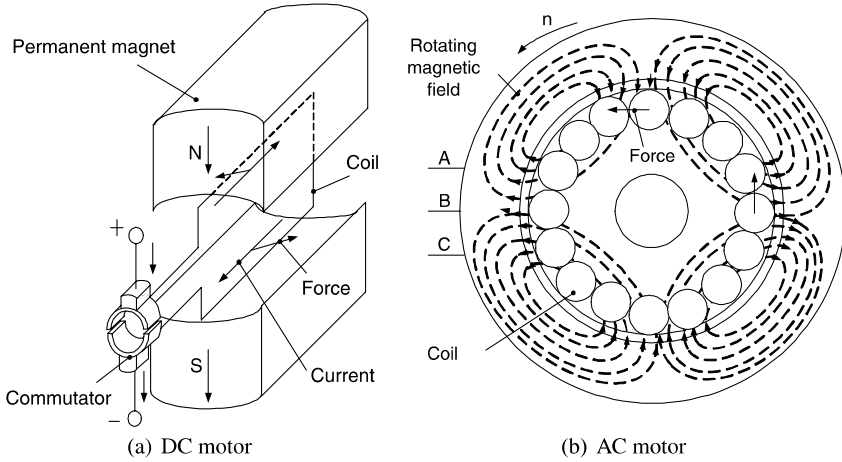 Permanent magnet
N
Coil
+
Force
S
Current
Commutator
−
(a) DC motor
n
Rotating
magnetic
field
A
Force
B
C
Coil
(b) AC motor